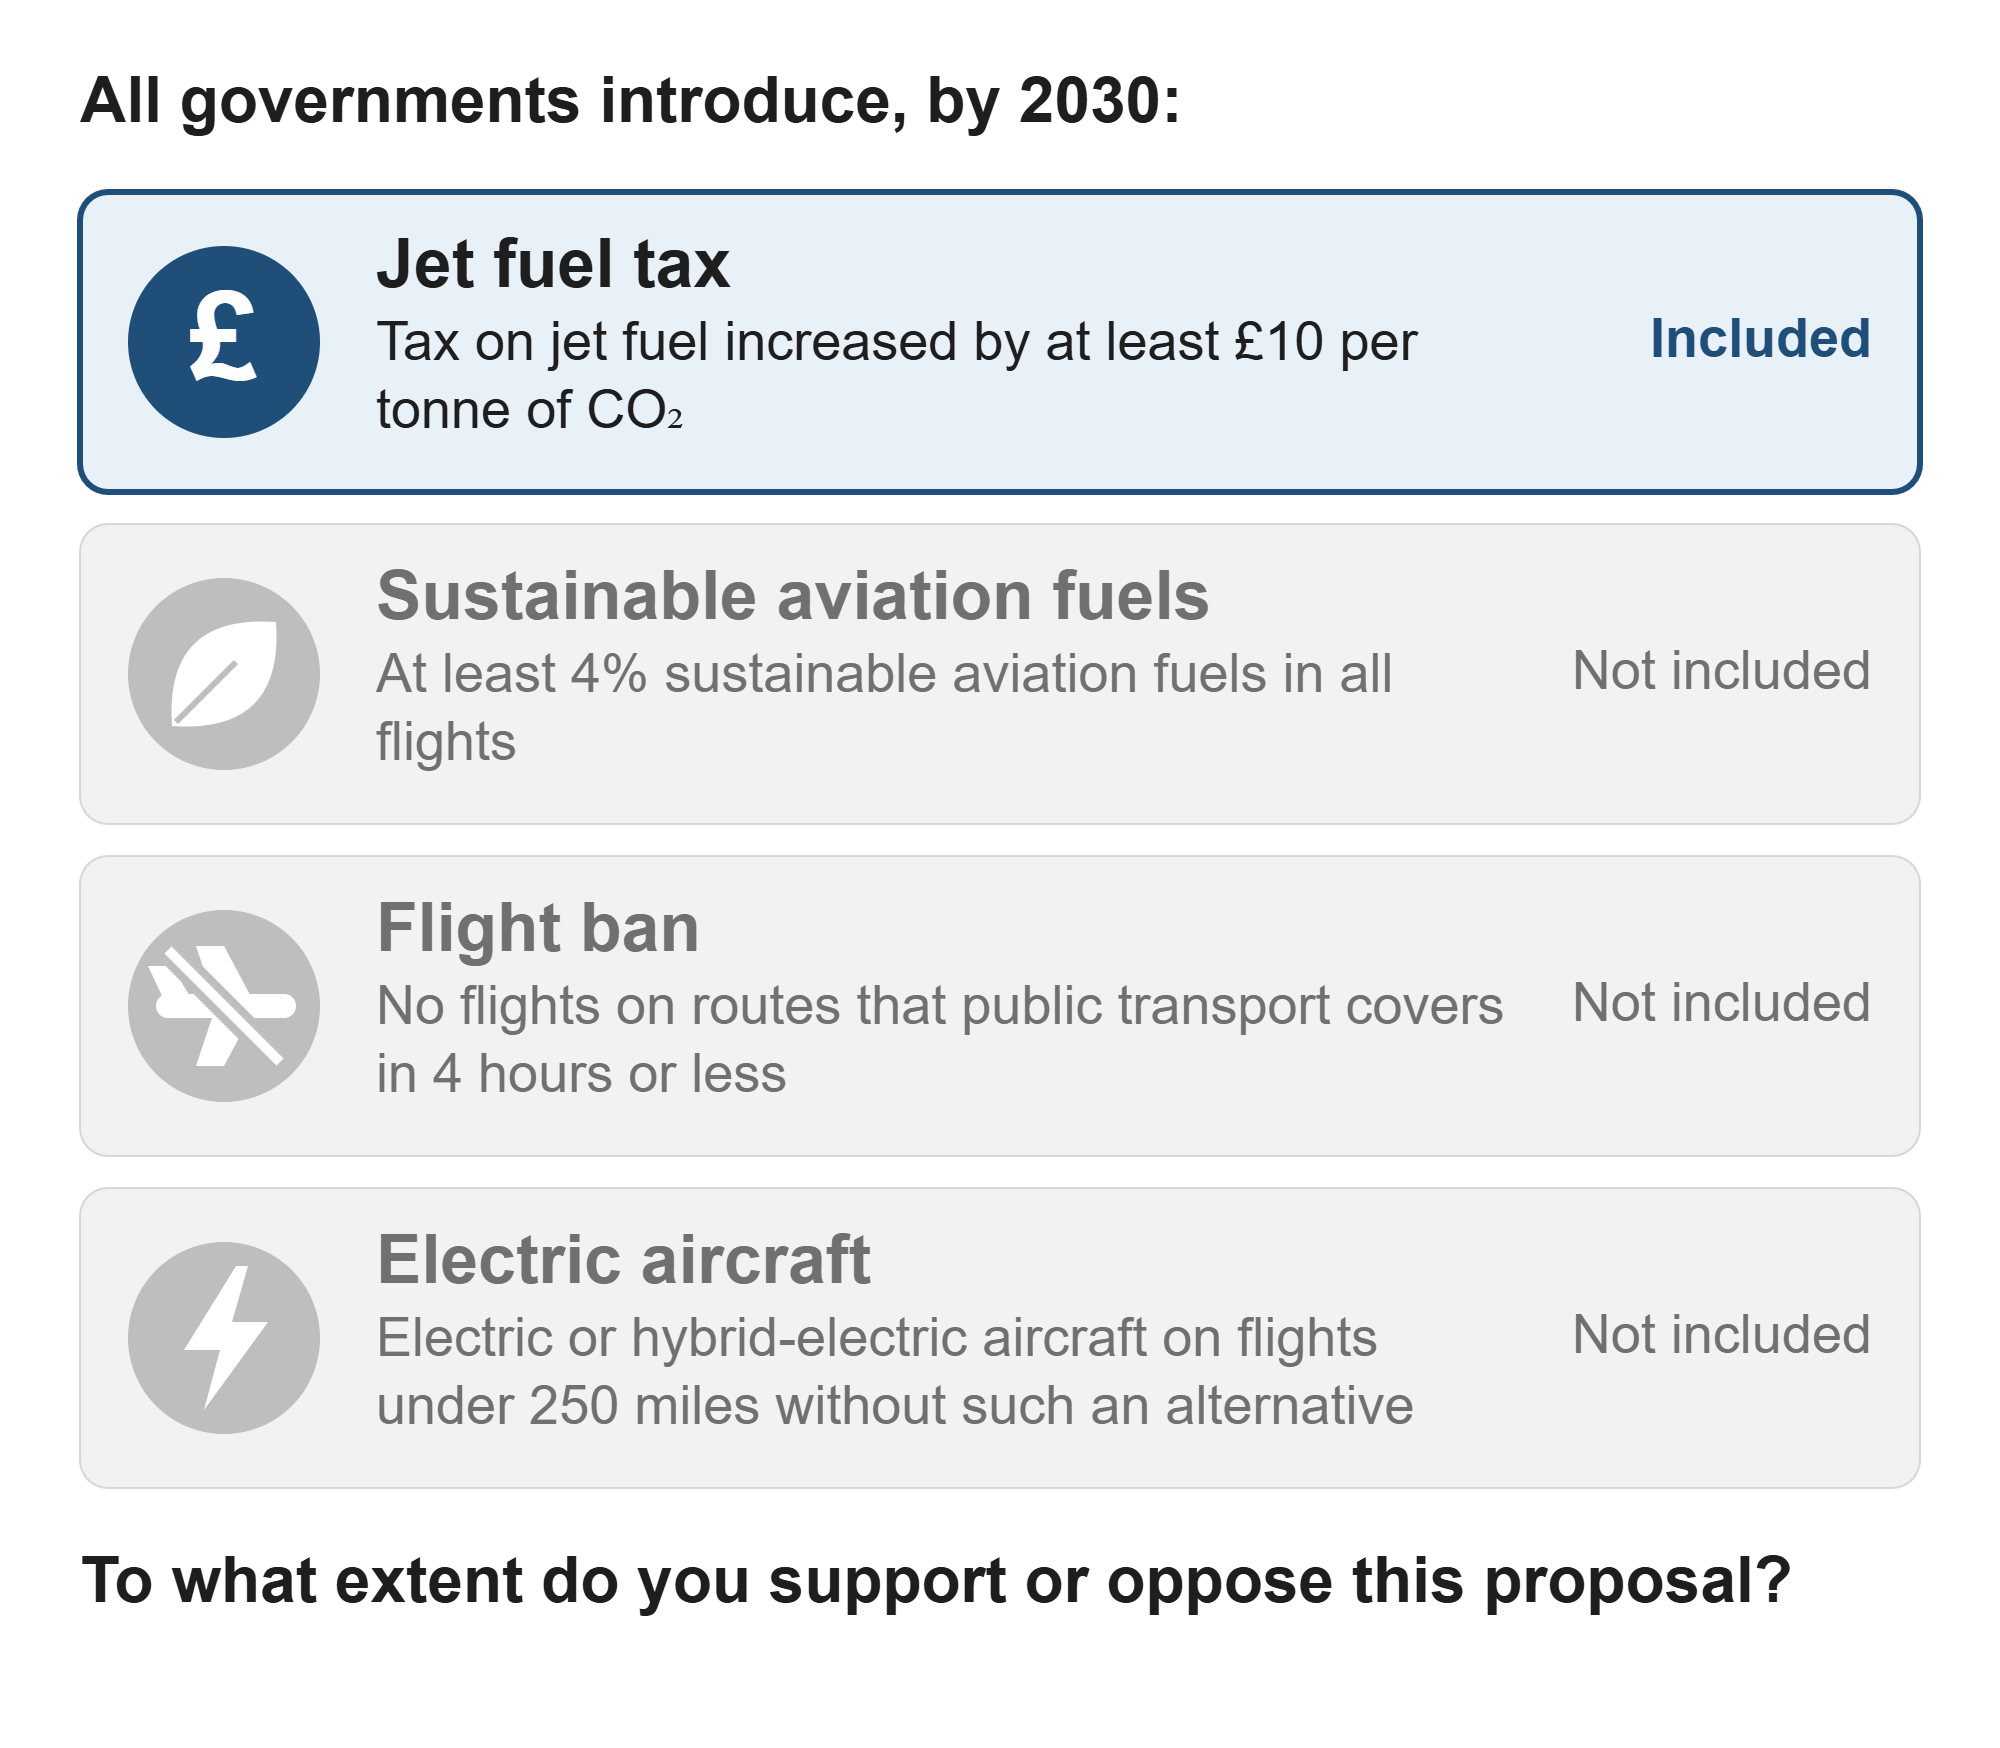 All governments introduce, by 2030:
£
Jet fuel tax
Tax on jet fuel increased by at least £10 per
tonne of CO₂
Included
Sustainable aviation fuels
At least 4% sustainable aviation fuels in all
flights
Not included
Flight ban
No flights on routes that public transport covers
in 4 hours or less
Not included
Electric aircraft
Electric or hybrid-electric aircraft on flights
under 250 miles without such an alternative
Not included
To what extent do you support or oppose this proposal?